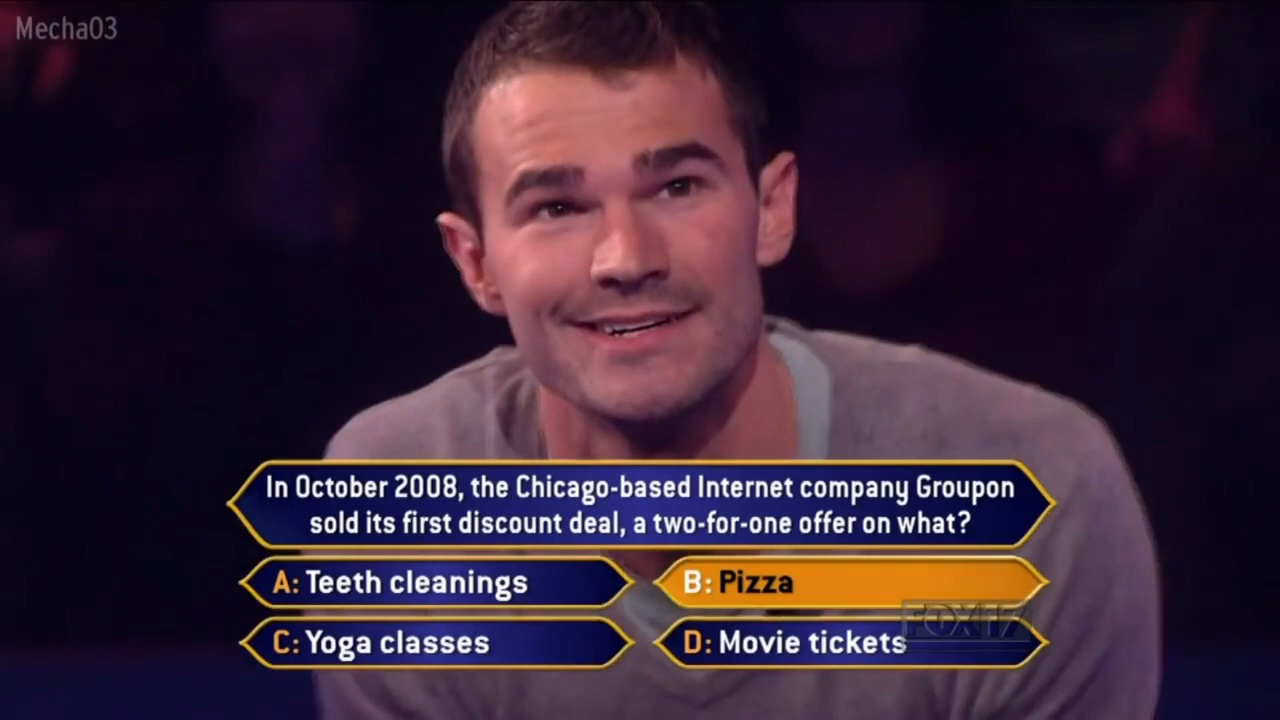 Mecha03
In October 2008, the Chicago-based Internet company Groupon
sold its first discount deal, a two-for-one offer on what?
A: Teeth cleanings
B: Pizza
C: Yoga classes
D: Movie tickets
FOX17